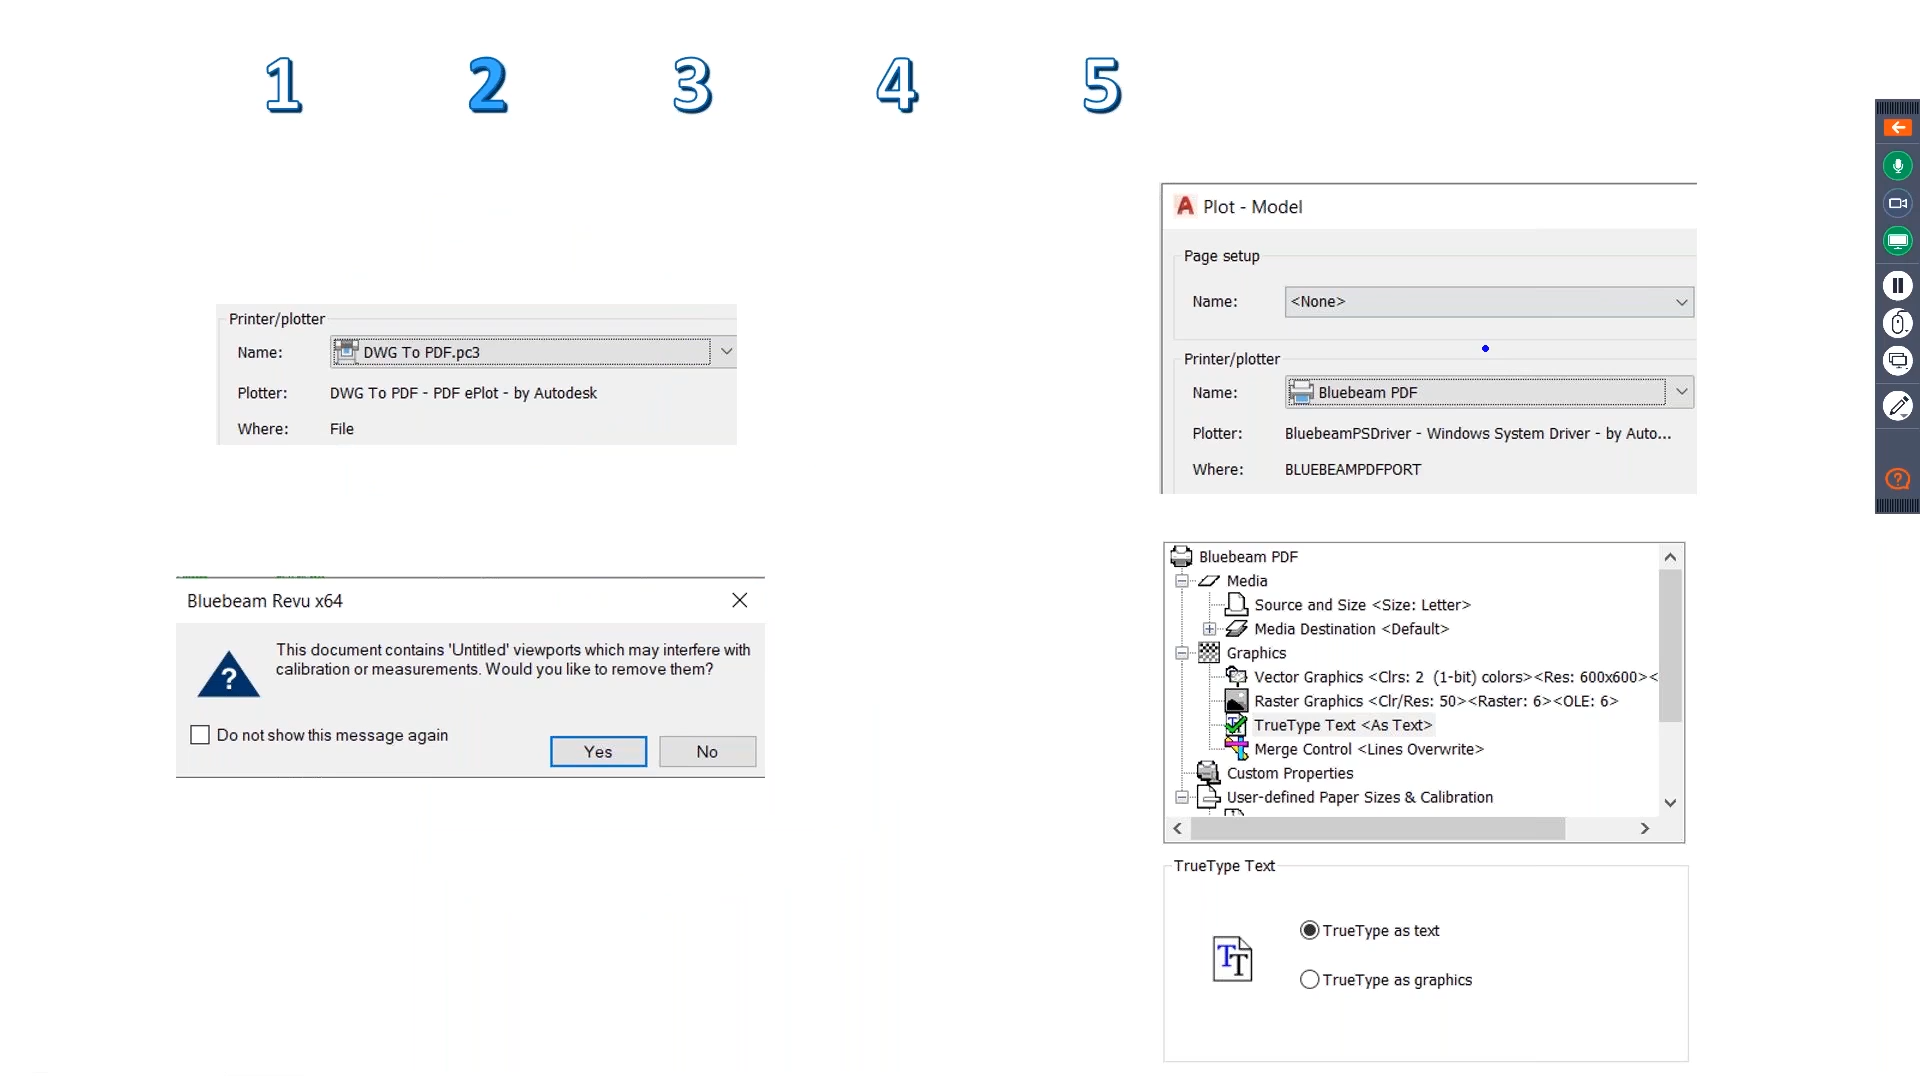 1 2 3 4 5
Printer/plotter
Name: DWG To PDF.pc3
Plotter: DWG To PDF - PDF ePlot - by Autodesk
Where: File
Bluebeam Revu x64
This document contains 'Untitled' viewports which may interfere with
calibration or measurements. Would you like to remove them?
Do not show this message again
Yes No
Plot - Model
Page setup
Name: <None>
Printer/plotter
Name: Bluebeam PDF
Plotter: BluebeamPSDriver - Windows System Driver - by Auto...
Where: BLUEBEAMPDFPORT
Bluebeam PDF
Media
Source and Size <Size: Letter>
Media Destination <Default>
Graphics
Vector Graphics <Clrs: 2 (1-bit) colors><Res: 600x600><
Raster Graphics <Clr/Res: 50><Raster: 6><OLE: 6>
TrueType Text <As Text>
Merge Control <Lines Overwrite>
Custom Properties
User-defined Paper Sizes & Calibration
TrueType Text
TrueType as text
TrueType as graphics